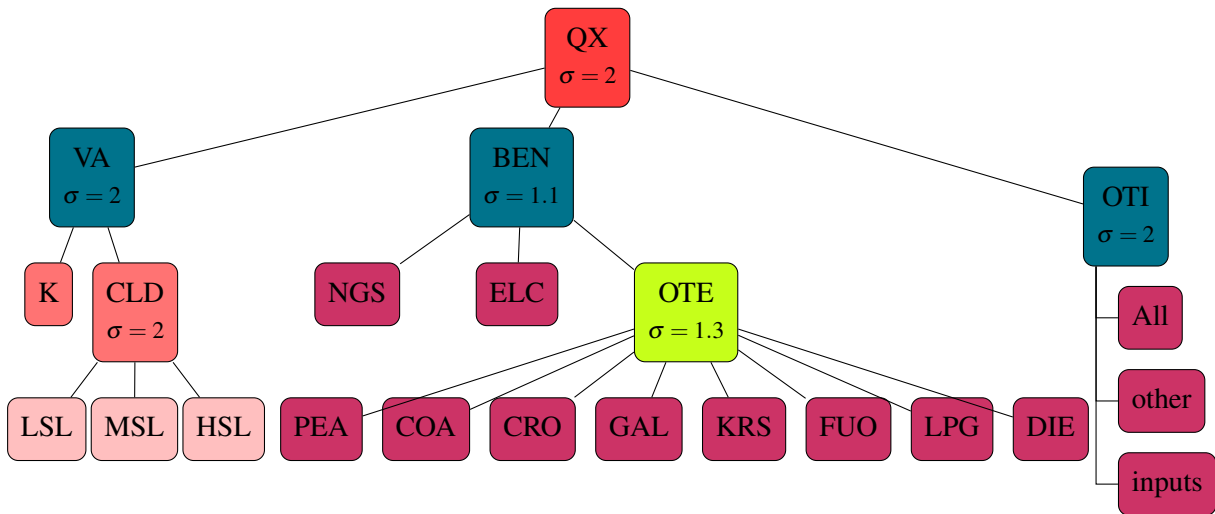 QX
σ = 2
VA
σ = 2
BEN
σ = 1.1
OTI
σ = 2
K
CLD
σ = 2
NGS
ELC
OTE
σ = 1.3
All
LSL
MSL
HSL
PEA
COA
CRO
GAL
KRS
FUO
LPG
DIE
other
inputs